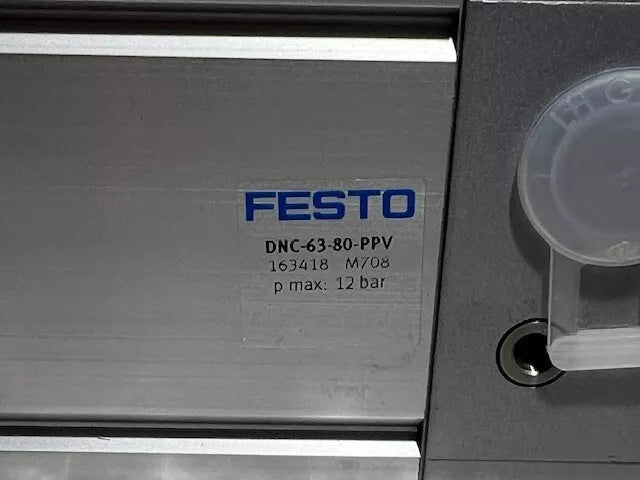 FESTO
DNC-63-80-PPV
163418 M708
p max: 12 bar